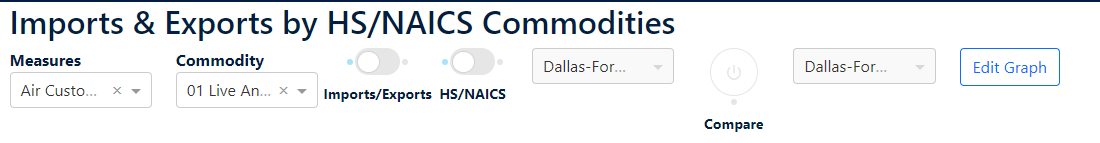 Imports & Exports by HS/NAICS Commodities
Measures
Commodity
Air Custo...
01 Live An...
Imports/Exports
HS/NAICS
Dallas-For...
Compare
Dallas-For...
Edit Graph